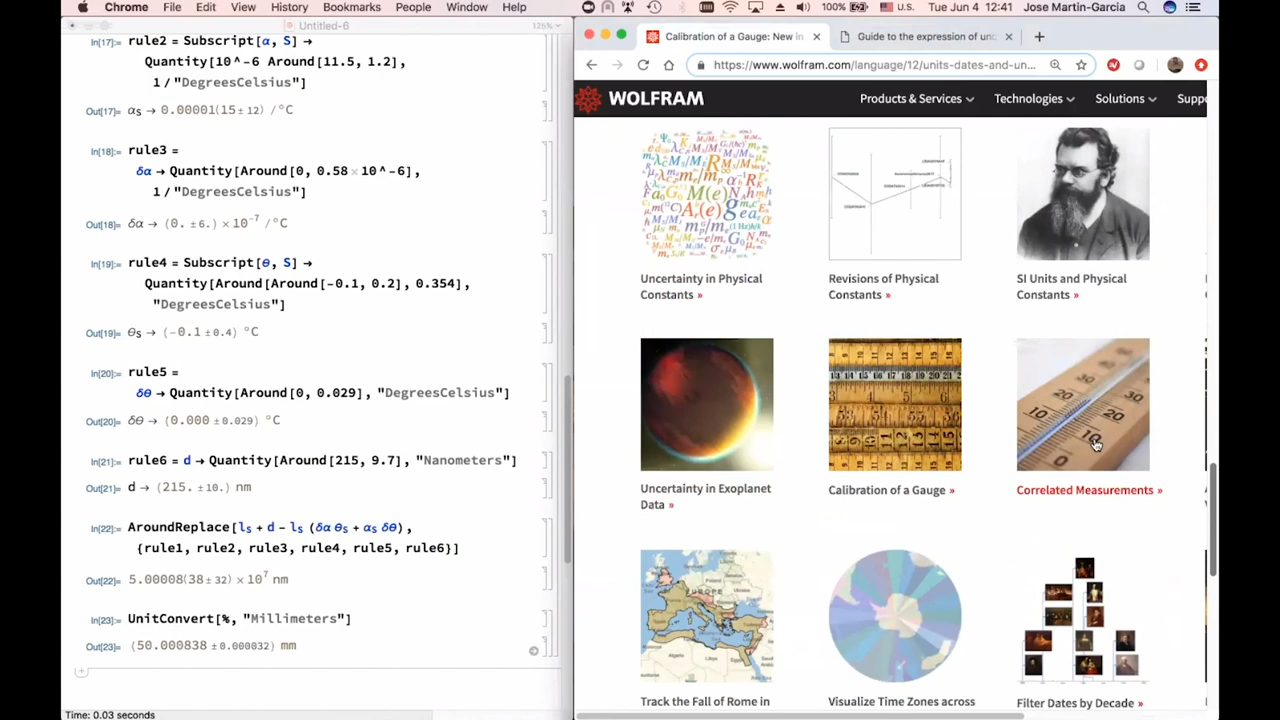 Chrome File Edit View History Bookmarks People Window Help 100% U.S. Tue Jun 4 12:41 Jose Martin-Garcia
Untitled-6 126%
In[17]:= rule2 = Subscript[α, S] →
Quantity[10^-6 Around[11.5, 1.2],
1 / "DegreesCelsius"]
Out[17]= αs → 0.00001(15 ± 12) /°C
In[18]:= rule3 =
δα → Quantity[Around[0, 0.58 × 10^-6],
1 / "DegreesCelsius"]
Out[18]= δα → (0. ± 6.) × 10-7 /°C
In[19]:= rule4 = Subscript[θ, S] →
Quantity[Around[Around[-0.1, 0.2], 0.354],
"DegreesCelsius"]
Out[19]= θs → (-0.1 ± 0.4) °C
In[20]:= rule5 =
δθ → Quantity[Around[0, 0.029], "DegreesCelsius"]
Out[20]= δθ → (0.000 ± 0.029) °C
In[21]:= rule6 = d → Quantity[Around[215, 9.7], "Nanometers"]
Out[21]= d → (215. ± 10.) nm
In[22]:= AroundReplace[ls + d - ls (δα θs + αs δθ),
{rule1, rule2, rule3, rule4, rule5, rule6}]
Out[22]= 5.00008(38 ± 32) × 10⁷ nm
In[23]:= UnitConvert[%, "Millimeters"]
Out[23]= (50.000838 ± 0.000032) mm
Time: 0.03 seconds
Calibration of a Gauge: New in
Guide to the expression of unc
https://www.wolfram.com/language/12/units-dates-and-un...
WOLFRAM
Products & Services Technologies Solutions Suppo
Uncertainty in Physical
Constants »
Revisions of Physical
Constants »
SI Units and Physical
Constants »
Uncertainty in Exoplanet
Data »
Calibration of a Gauge »
Correlated Measurements »
Track the Fall of Rome in
Visualize Time Zones across
Filter Dates by Decade »